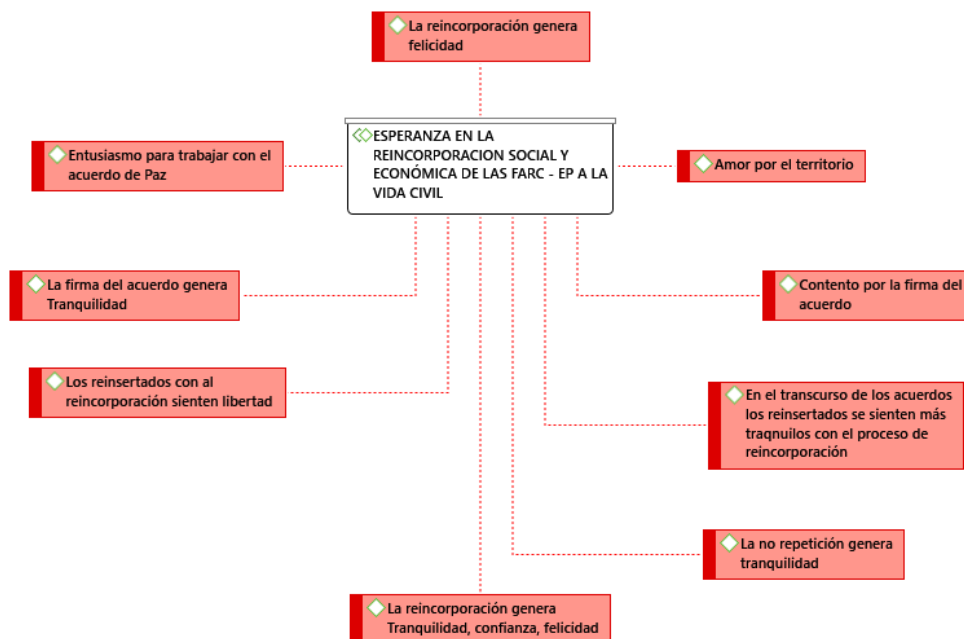 La reincorporación genera
felicidad
ESPERANZA EN LA
REINCORPORACION SOCIAL Y
ECONÓMICA DE LAS FARC - EP A LA
VIDA CIVIL
Entusiasmo para trabajar con el
acuerdo de Paz
Amor por el territorio
La firma del acuerdo genera
Tranquilidad
Contento por la firma del
acuerdo
Los reinsertados con al
reincorporación sienten libertad
En el transcurso de los acuerdos
los reinsertados se sienten más
traqnuilos con el proceso de
reincorporación
La no repetición genera
tranquilidad
La reincorporación genera
Tranquilidad, confianza, felicidad